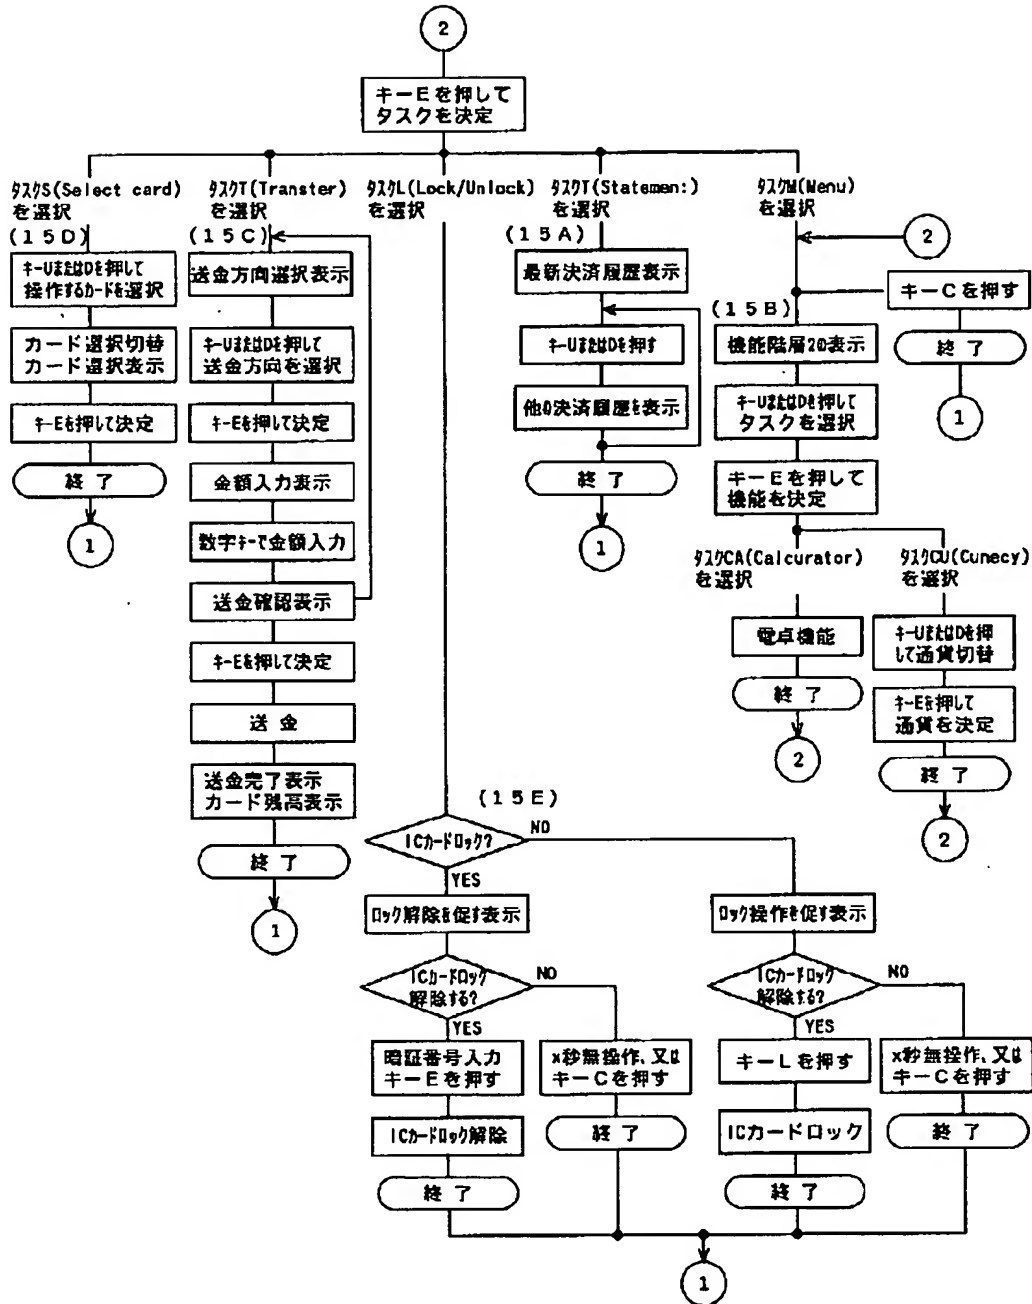 2
キーEを押して
タスクを決定
タスクS(Select card)
を選択
(15D)
キーUまたはDを押して
操作するカードを選択
カード選択切替
カード選択表示
キーEを押して決定
終了
1
タスクT(Transter)
を選択
(15C)
送金方向選択表示
キーUまたはDを押して
送金方向を選択
キーEを押して決定
金額入力表示
数字キーで金額入力
送金確認表示
キーEを押して決定
送金
送金完了表示
カード残高表示
終了
1
タスクL(Lock/Unlock)
を選択
タスクT(Statemen:)
を選択
(15A)
最新決済履歴表示
キーUまたはDを押す
他の決済履歴を表示
終了
1
タスクM(Menu)
を選択
2
キーCを押す
終了
1
(15B)
機能階層2の表示
キーUまたはDを押して
タスクを選択
キーEを押して
機能を決定
タスクCA(Calcurator)
を選択
電卓機能
終了
2
タスクCU(Cunecy)
を選択
キーUまたはDを押
して通貨切替
キーEを押して
通貨を決定
終了
2
(15E)
ICカードロック?
NO
YES
ロック解除を促す表示
ICカードロック
解除する?
NO
YES
暗証番号入力
キーEを押す
ICカードロック解除
終了
x秒無操作、又は
キーCを押す
終了
ロック操作を促す表示
ICカードロック
解除する?
NO
YES
キーLを押す
ICカードロック
終了
x秒無操作、又は
キーCを押す
終了
1